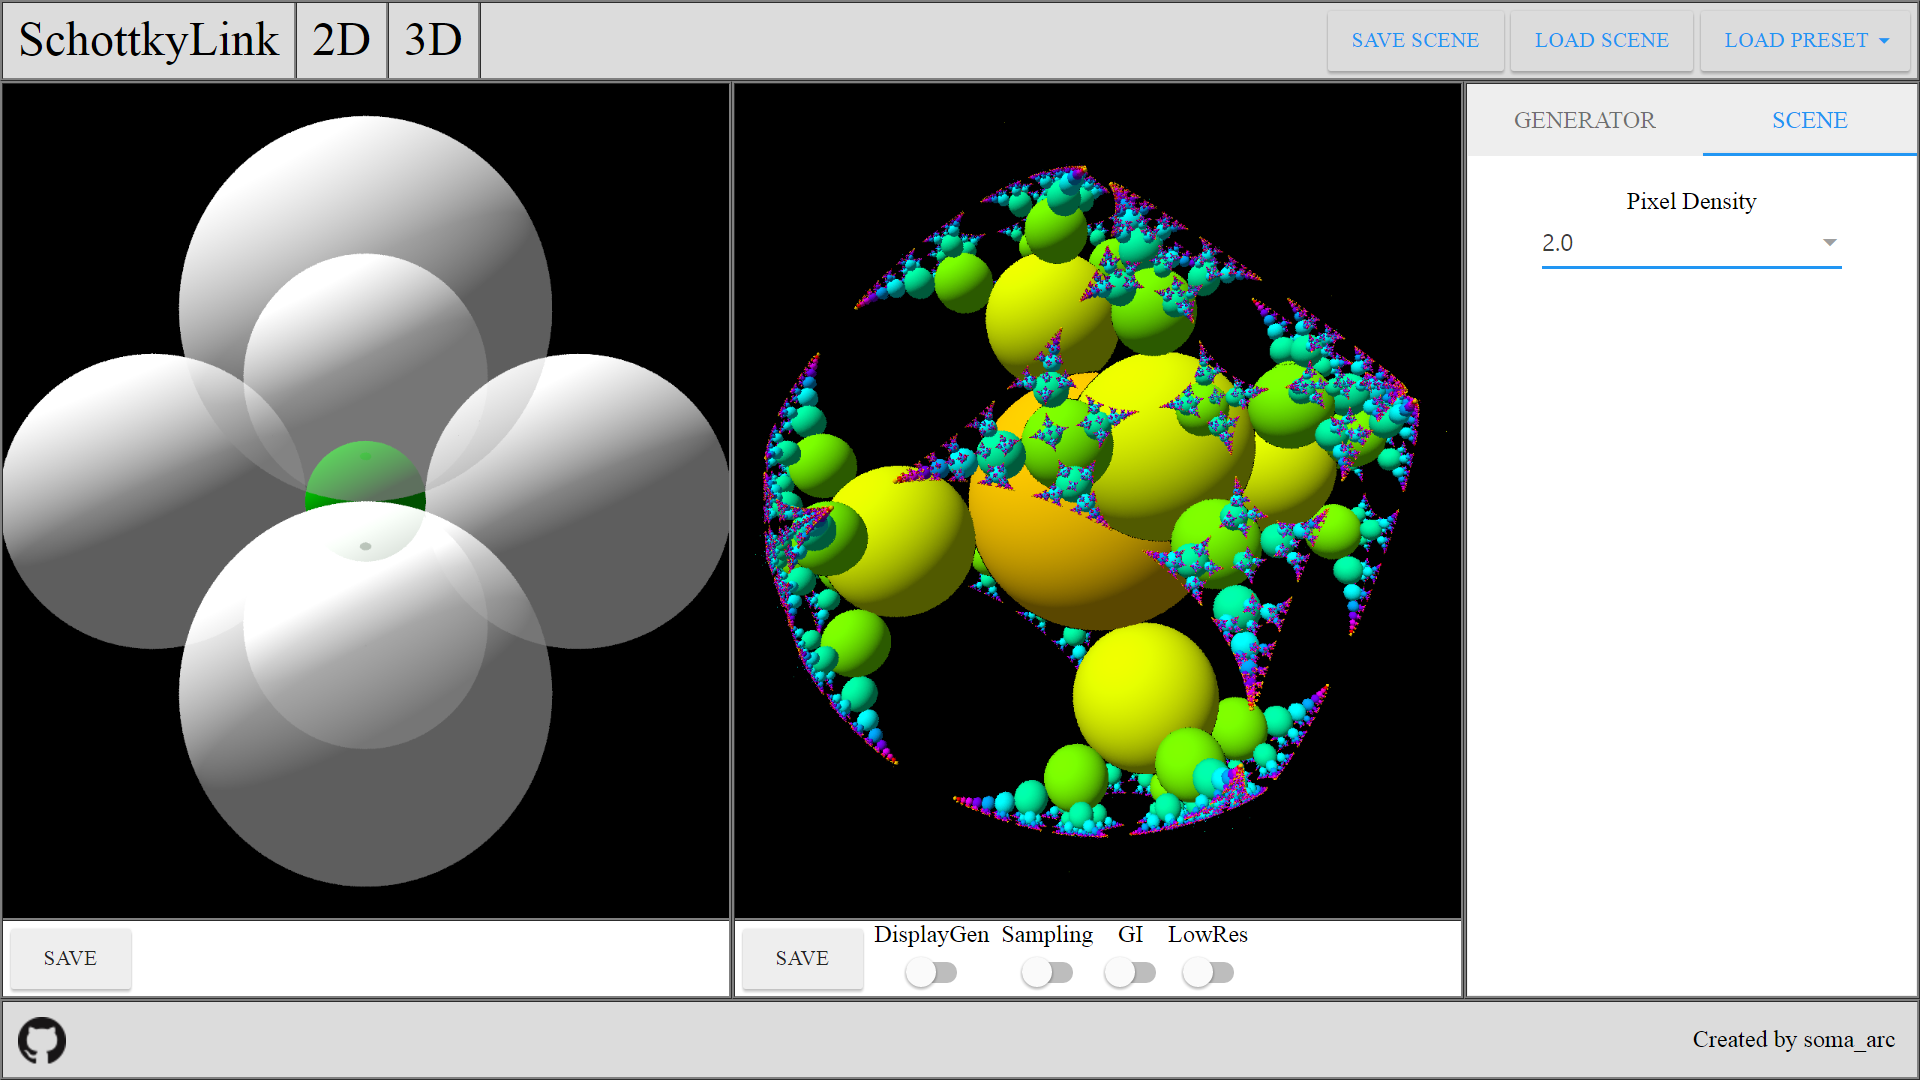 SchottkyLink 2D 3D SAVE SCENE LOAD SCENE LOAD PRESET
GENERATOR SCENE
Pixel Density
2.0
SAVE
SAVE DisplayGen Sampling GI LowRes
Created by soma_arc